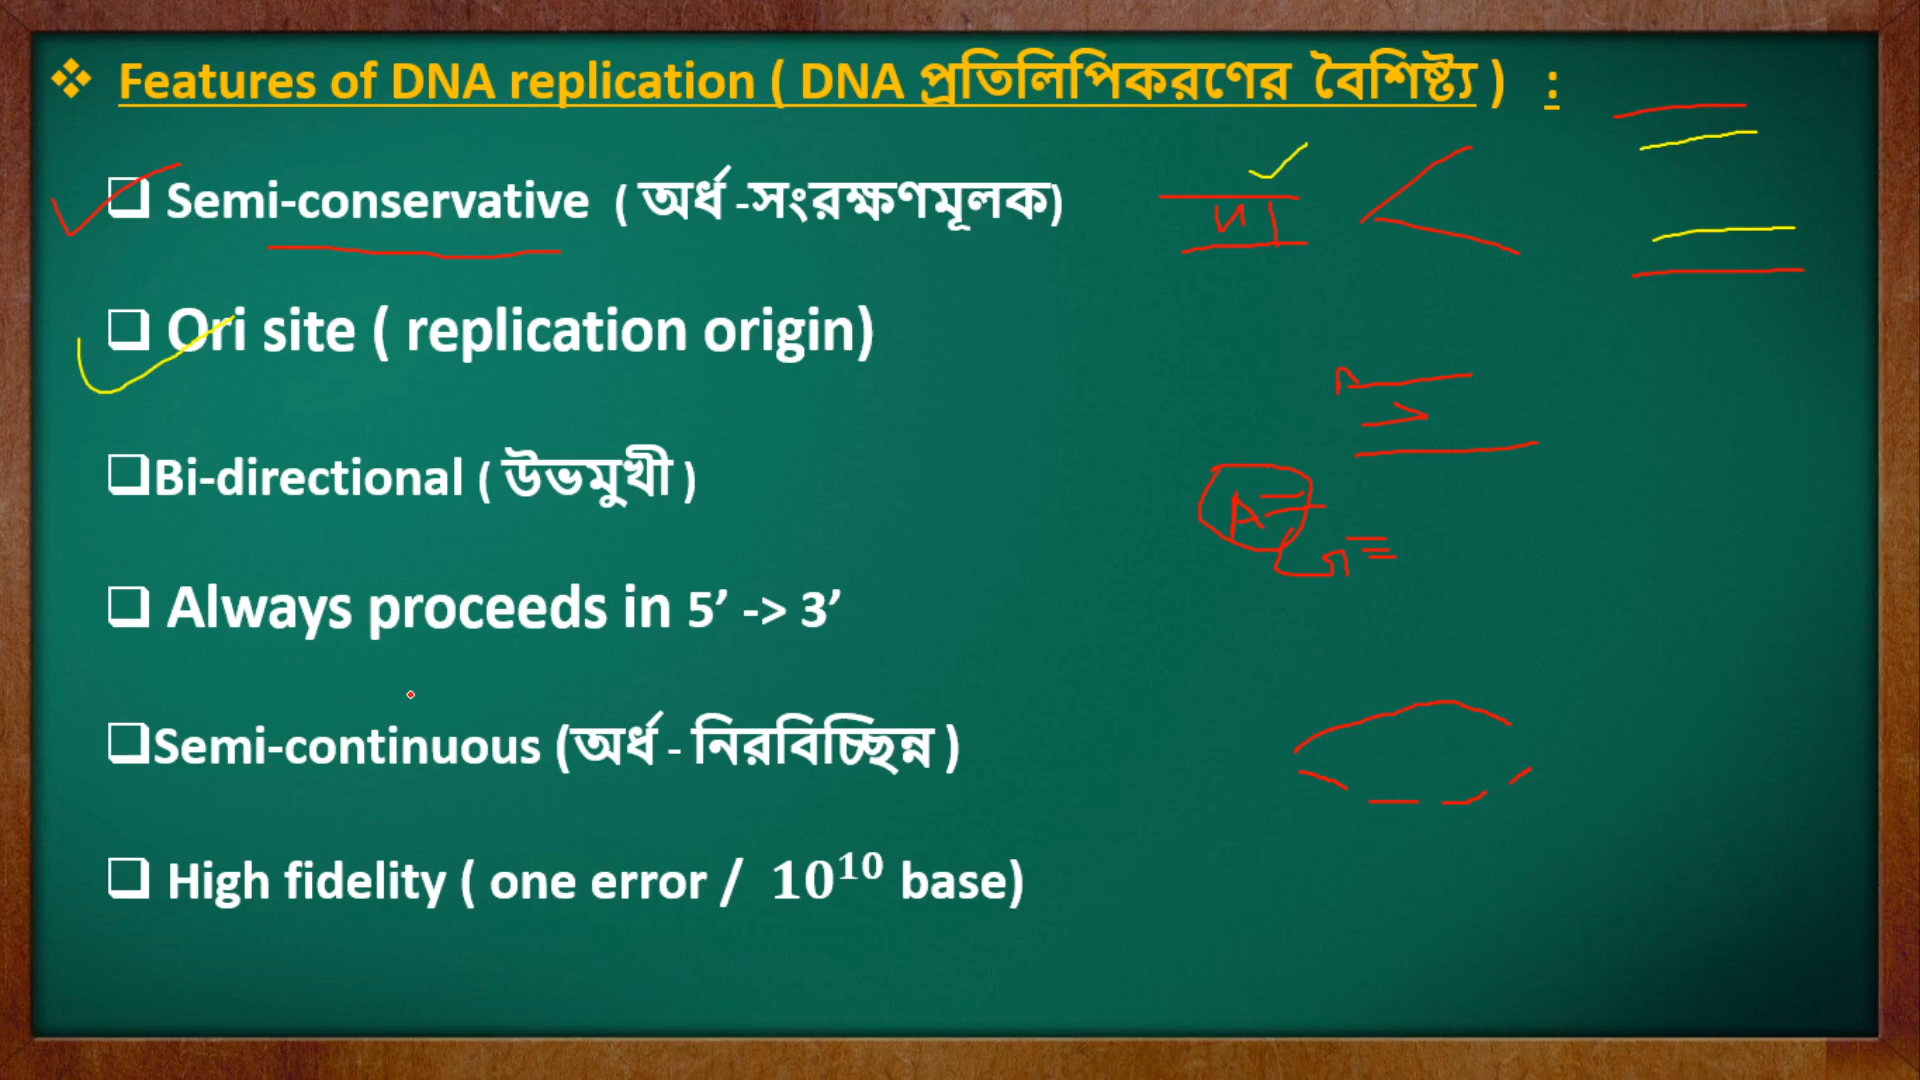 ❖ Features of DNA replication ( DNA প্রতিলিপিকরণের বৈশিষ্ট্য ) :
❑ Semi-conservative ( অর্ধ -সংরক্ষণমূলক)
❑ Ori site ( replication origin)
❑Bi-directional ( উভমুখী )
A=
❑ Always proceeds in 5’ -> 3’
❑Semi-continuous (অর্ধ - নিরবিচ্ছিন্ন )
❑ High fidelity ( one error / 10¹⁰ base)